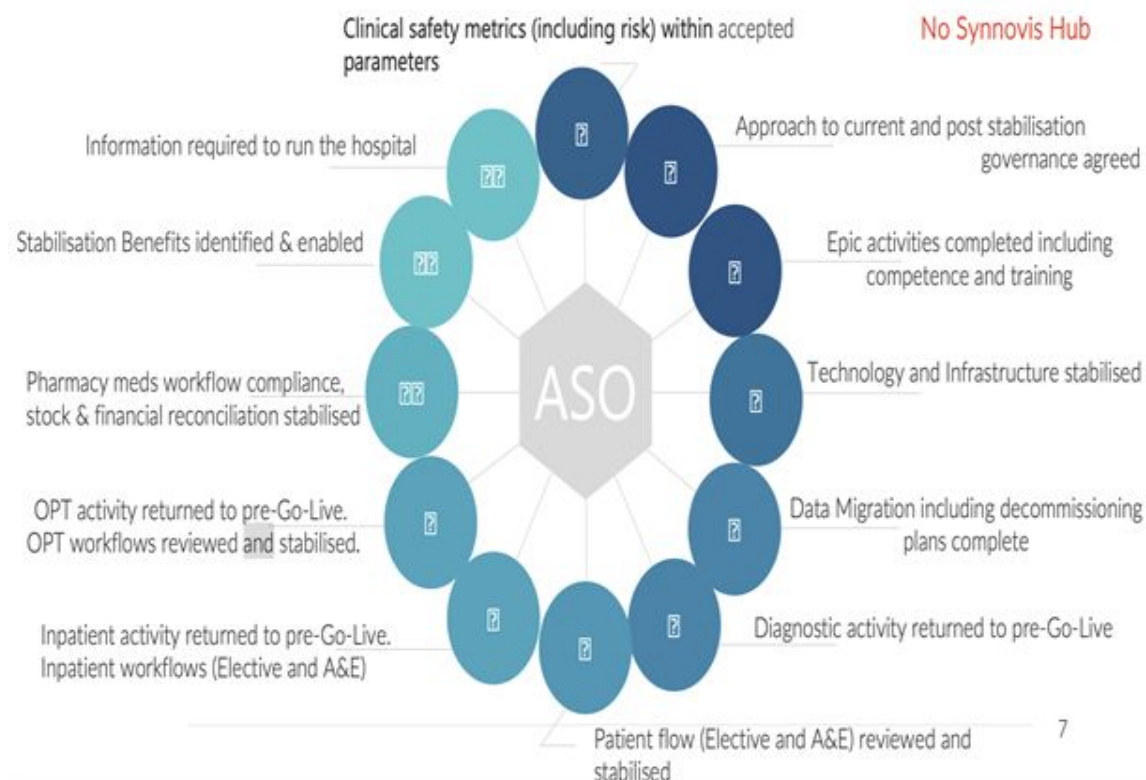 Clinical safety metrics (including risk) within accepted
parameters
No Synnovis Hub
Approach to current and post stabilisation
governance agreed
Epic activities completed including
competence and training
Technology and Infrastructure stabilised
Data Migration including decommissioning
plans complete
Diagnostic activity returned to pre-Go-Live
Patient flow (Elective and A&E) reviewed and
stabilised
Inpatient activity returned to pre-Go-Live.
Inpatient workflows (Elective and A&E)
OPT activity returned to pre-Go-Live.
OPT workflows reviewed and stabilised.
Pharmacy meds workflow compliance,
stock & financial reconciliation stabilised
Stabilisation Benefits identified & enabled
Information required to run the hospital
ASO
7